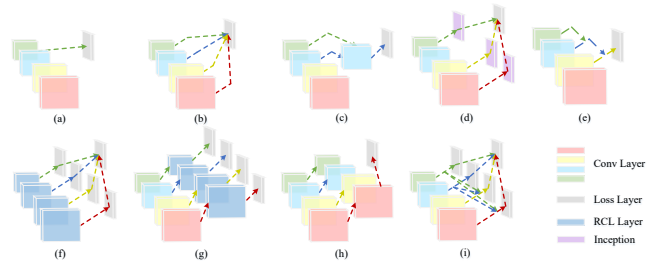 (a)
(b)
(c)
(d)
(e)
(f)
(g)
(h)
(i)
Conv Layer
Loss Layer
RCL Layer
Inception